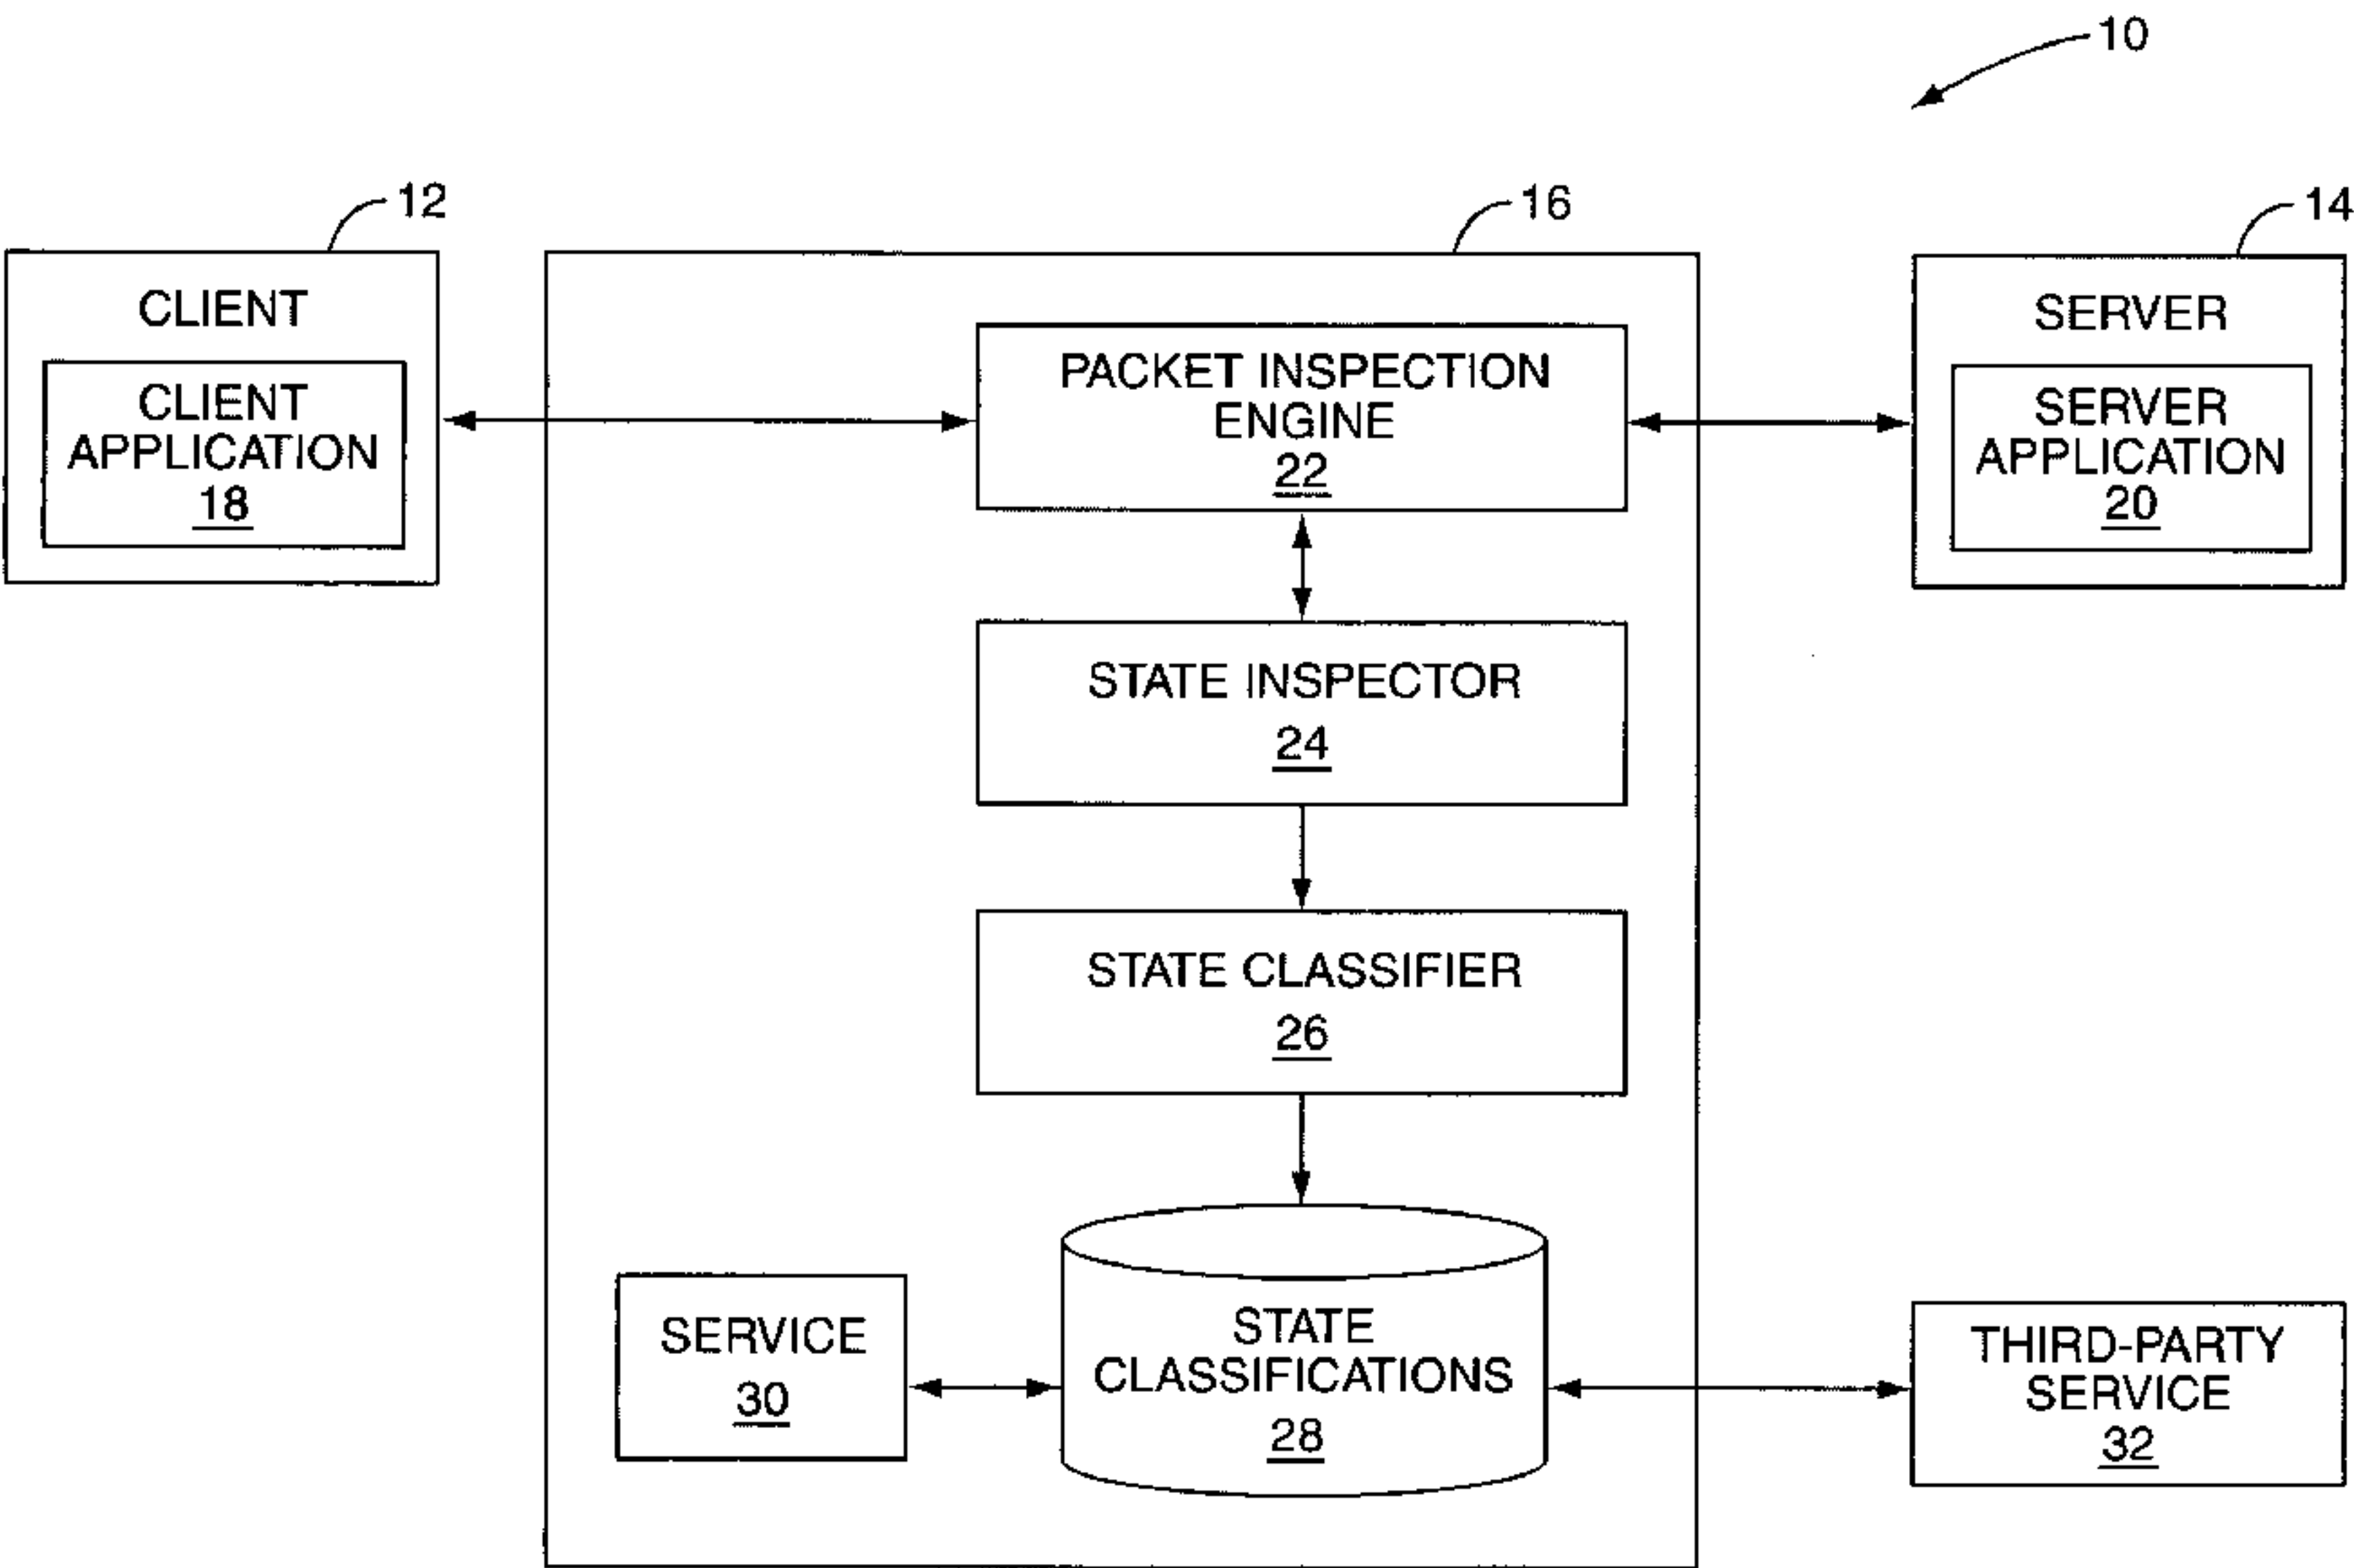 10
12
16
14
CLIENT
CLIENT
APPLICATION
18
PACKET INSPECTION
ENGINE
22
SERVER
SERVER
APPLICATION
20
STATE INSPECTOR
24
STATE CLASSIFIER
26
SERVICE
30
STATE
CLASSIFICATIONS
28
THIRD-PARTY
SERVICE
32